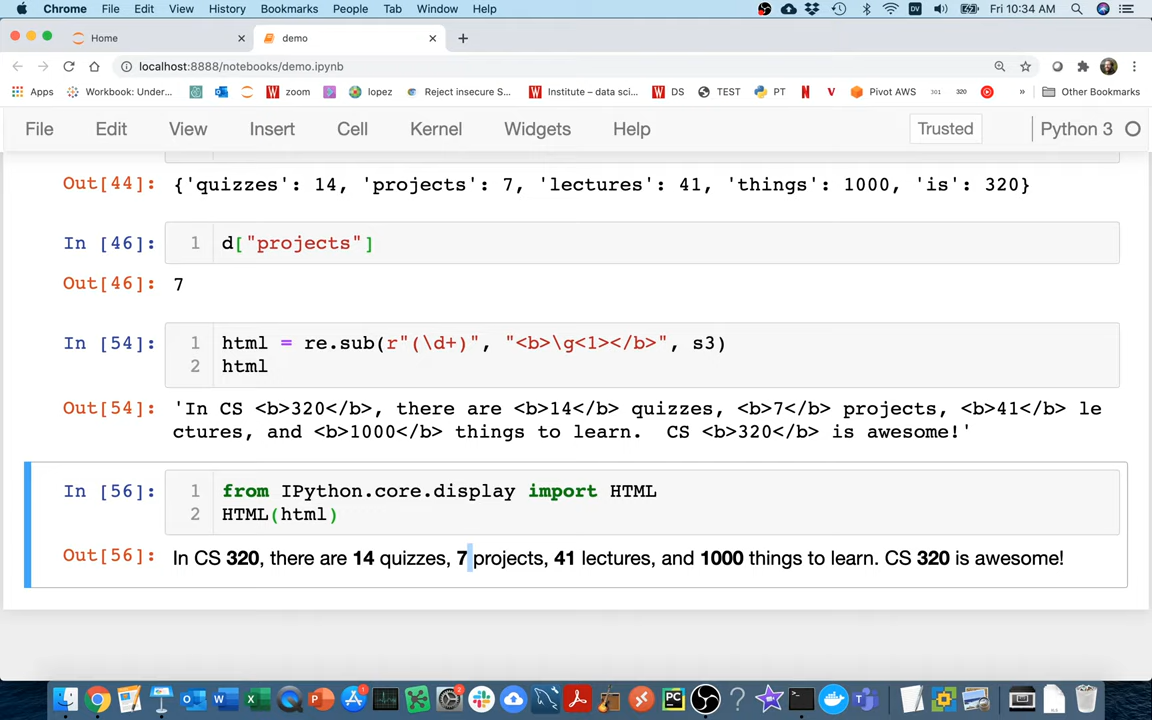 Chrome File Edit View History Bookmarks People Tab Window Help Fri 10:34 AM
Home demo
localhost:8888/notebooks/demo.ipynb
Apps Workbook: Under... zoom lopez Reject insecure S... Institute – data sci... DS TEST PT Pivot AWS 301 320 » Other Bookmarks
File Edit View Insert Cell Kernel Widgets Help Trusted Python 3
Out[44]: {'quizzes': 14, 'projects': 7, 'lectures': 41, 'things': 1000, 'is': 320}
In [46]: 1 d["projects"]
Out[46]: 7
In [54]: 1 html = re.sub(r"(\d+)", "<b>\g<1></b>", s3)
2 html
Out[54]: 'In CS <b>320</b>, there are <b>14</b> quizzes, <b>7</b> projects, <b>41</b> le
ctures, and <b>1000</b> things to learn.  CS <b>320</b> is awesome!'
In [56]: 1 from IPython.core.display import HTML
2 HTML(html)
Out[56]: In CS 320, there are 14 quizzes, 7 projects, 41 lectures, and 1000 things to learn. CS 320 is awesome!